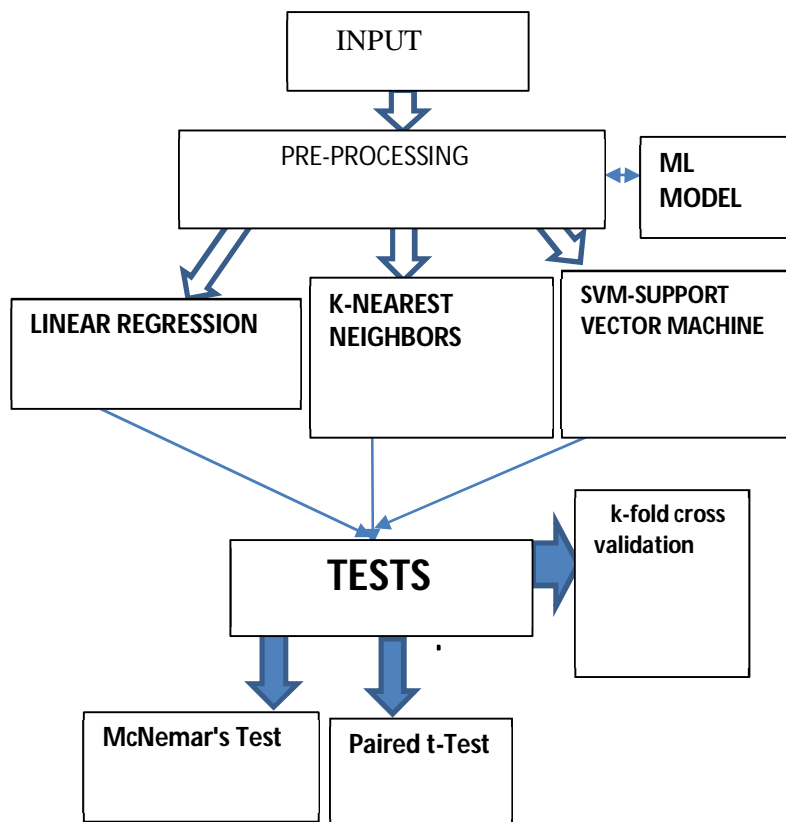 INPUT
PRE-PROCESSING
ML
MODEL
LINEAR REGRESSION
K-NEAREST
NEIGHBORS
SVM-SUPPORT
VECTOR MACHINE
k-fold cross
validation
TESTS
McNemar's Test
Paired t-Test